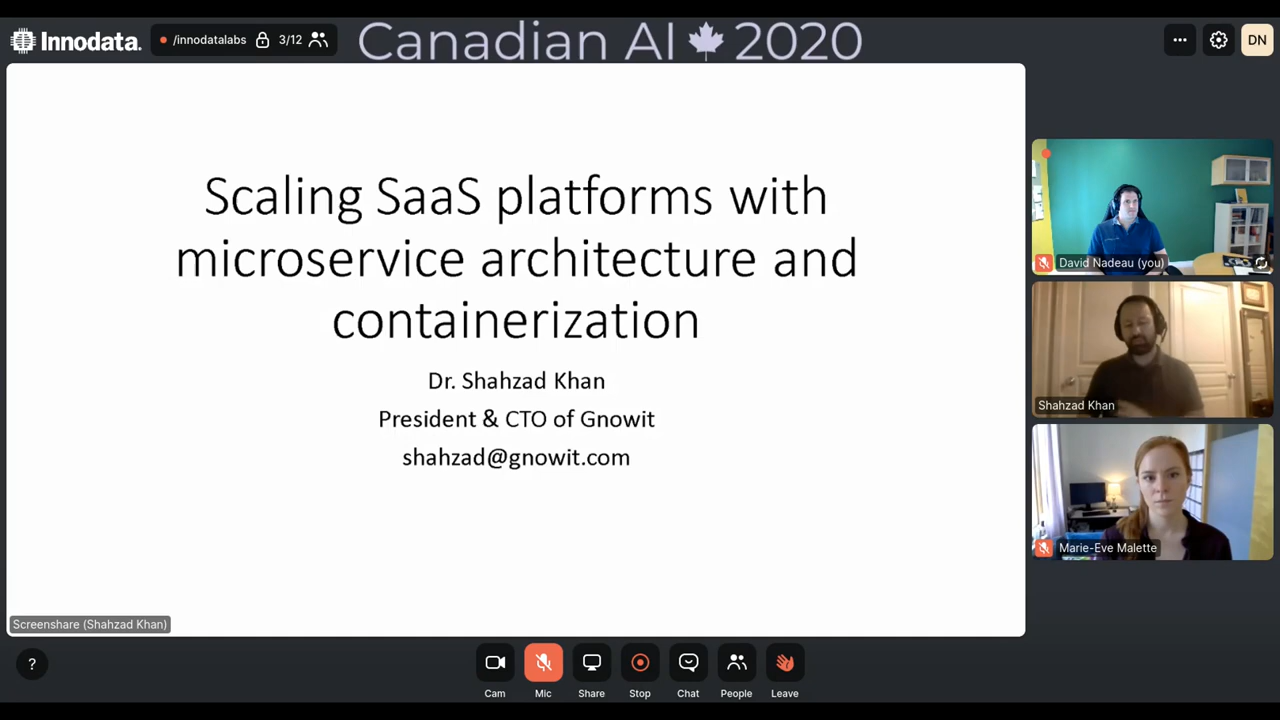 Innodata.
/innodatalabs
3/12
Canadian AI 2020
DN
Scaling SaaS platforms with
microservice architecture and
containerization
Dr. Shahzad Khan
President & CTO of Gnowit
shahzad@gnowit.com
Screenshare (Shahzad Khan)
David Nadeau (you)
Shahzad Khan
Marie-Eve Malette
?
Cam
Mic
Share
Stop
Chat
People
Leave